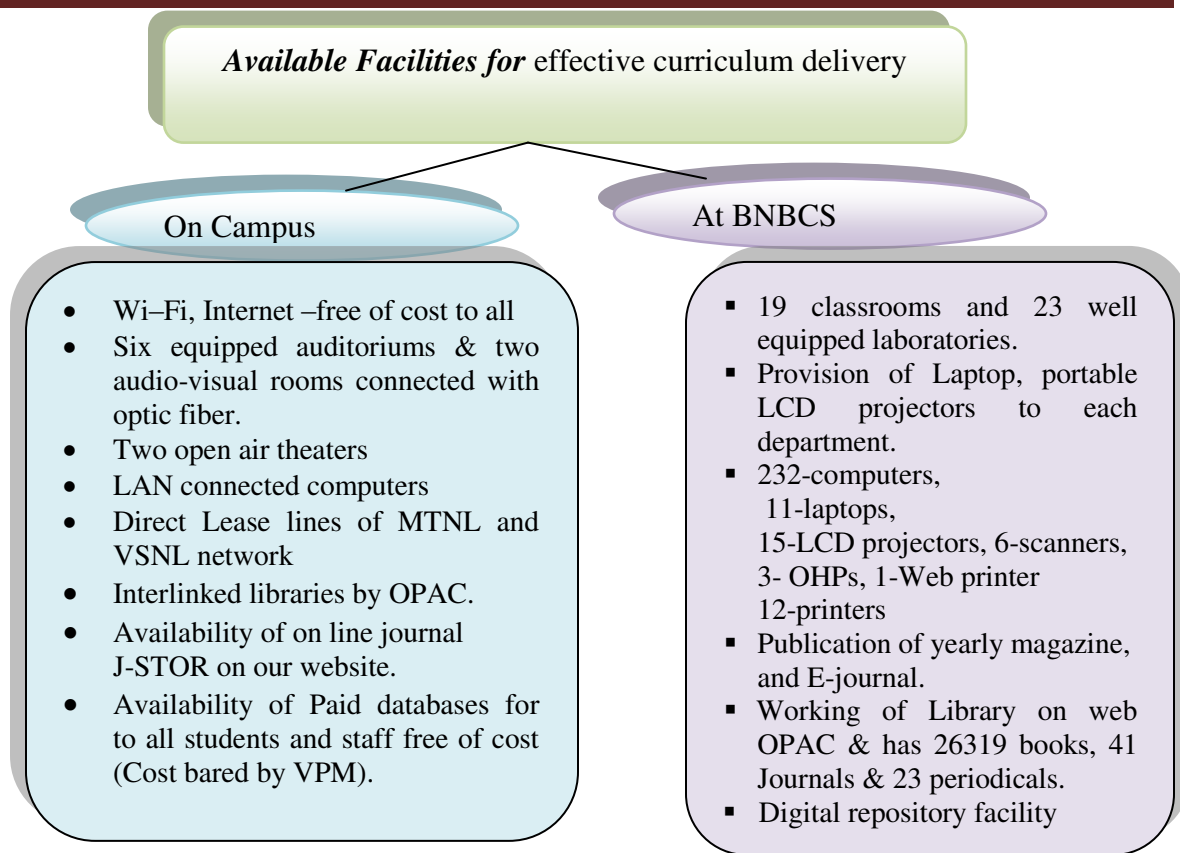 Available Facilities for effective curriculum delivery
On Campus
• Wi–Fi, Internet –free of cost to all
• Six equipped auditoriums & two
audio-visual rooms connected with
optic fiber.
• Two open air theaters
• LAN connected computers
• Direct Lease lines of MTNL and
VSNL network
• Interlinked libraries by OPAC.
• Availability of on line journal
J-STOR on our website.
• Availability of Paid databases for
to all students and staff free of cost
(Cost bared by VPM).
At BNBCS
▪ 19 classrooms and 23 well
equipped laboratories.
▪ Provision of Laptop, portable
LCD projectors to each
department.
▪ 232-computers,
11-laptops,
15-LCD projectors, 6-scanners,
3- OHPs, 1-Web printer
12-printers
▪ Publication of yearly magazine,
and E-journal.
▪ Working of Library on web
OPAC & has 26319 books, 41
Journals & 23 periodicals.
▪ Digital repository facility